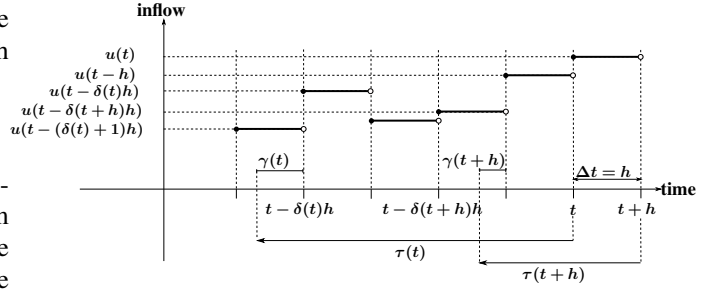 e
h
inflow
u(t)
u(t − h)
u(t − δ(t)h)
u(t − δ(t + h)h)
u(t − (δ(t) + 1)h)
γ(t)
γ(t + h)
Δt = h
time
t − δ(t)h
t − δ(t + h)h
t
t + h
τ(t)
τ(t + h)
-
h
e
e